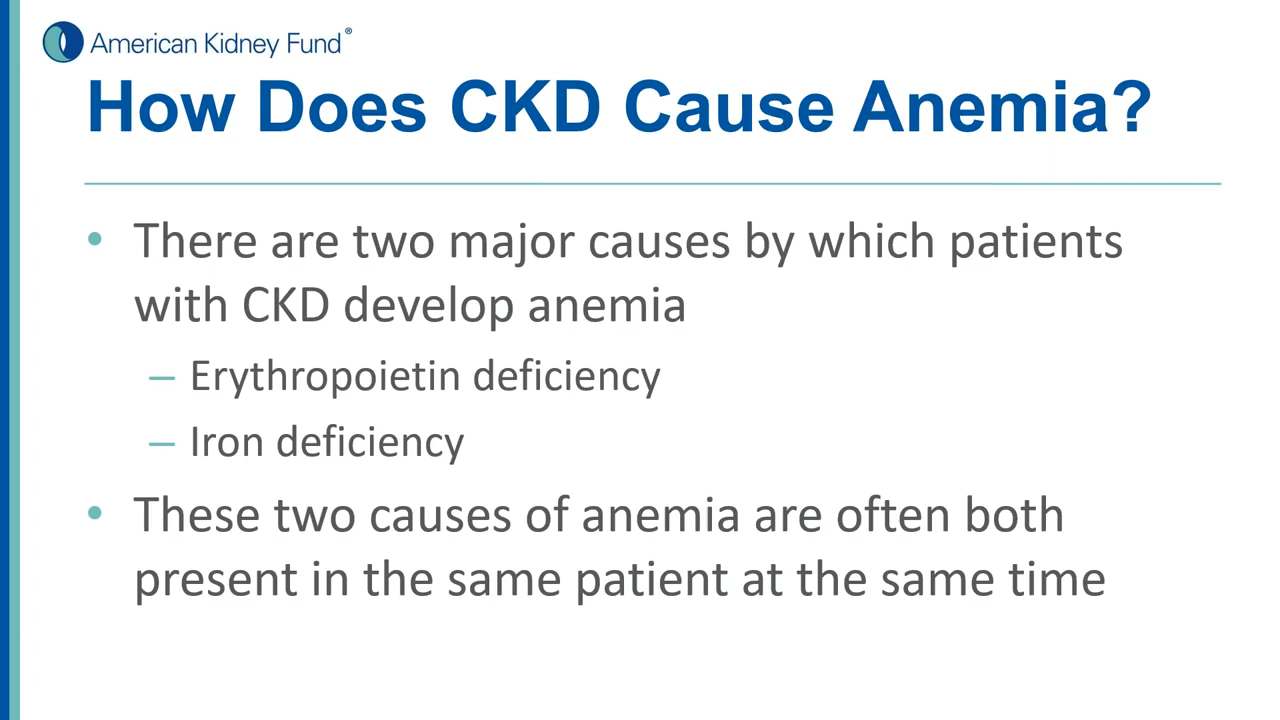 American Kidney Fund®
How Does CKD Cause Anemia?
• There are two major causes by which patients
with CKD develop anemia
– Erythropoietin deficiency
– Iron deficiency
• These two causes of anemia are often both
present in the same patient at the same time